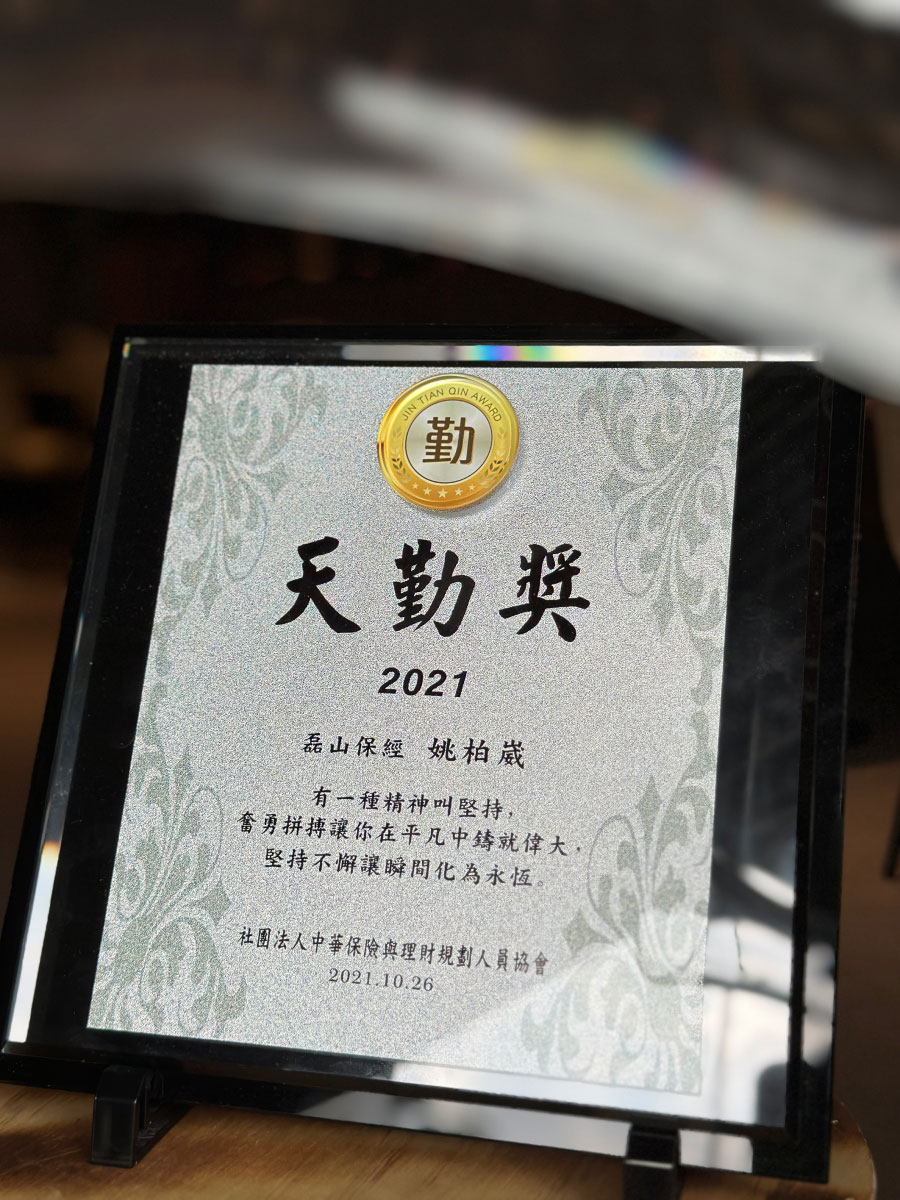 JIN TIAN QIN AWARD
勤
天勤獎
2021
磊山保經 姚柏崴
有一種精神叫堅持,
奮勇拼搏讓你在平凡中鑄就偉大,
堅持不懈讓瞬間化為永恆。
社團法人中華保險與理財規劃人員協會
2021.10.26